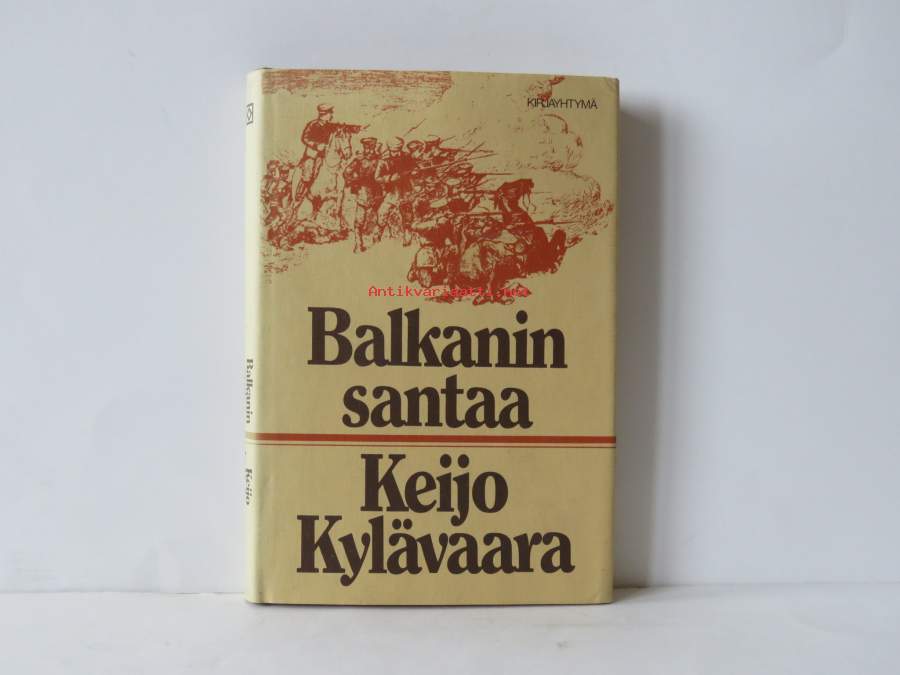 KIRJAYHTYMÄ
Antikvariaatti.net
Balkanin
santaa
Keijo
Kylävaara
Balkanin
Keijo